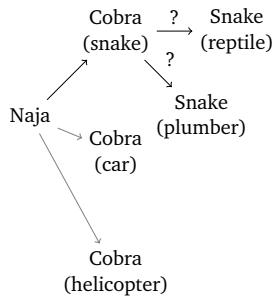 Cobra
(snake)
?
Snake
(reptile)
?
Snake
(plumber)
Naja
Cobra
(car)
Cobra
(helicopter)